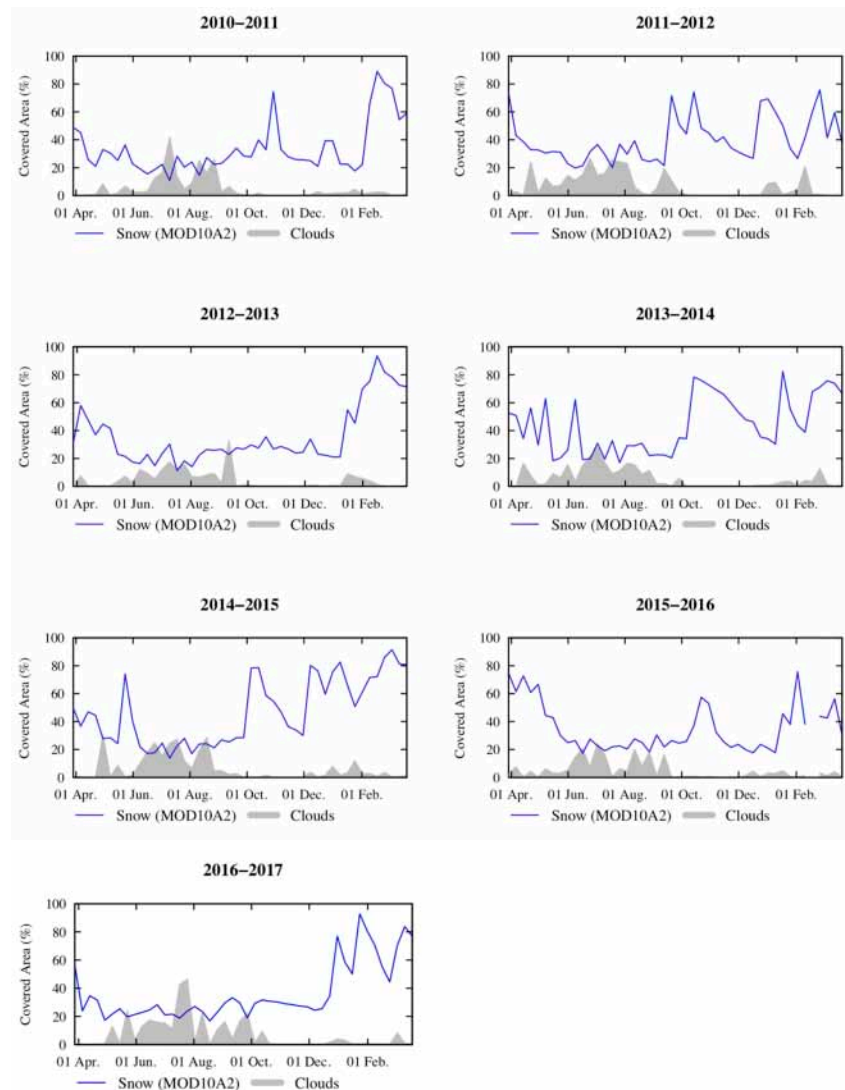 2010–2011
Covered Area (%)
100
80
60
40
20
0
01 Apr. 01 Jun. 01 Aug. 01 Oct. 01 Dec. 01 Feb.
Snow (MOD10A2) Clouds
2011–2012
Covered Area (%)
100
80
60
40
20
0
01 Apr. 01 Jun. 01 Aug. 01 Oct. 01 Dec. 01 Feb.
Snow (MOD10A2) Clouds
2012–2013
Covered Area (%)
100
80
60
40
20
0
01 Apr. 01 Jun. 01 Aug. 01 Oct. 01 Dec. 01 Feb.
Snow (MOD10A2) Clouds
2013–2014
Covered Area (%)
100
80
60
40
20
0
01 Apr. 01 Jun. 01 Aug. 01 Oct. 01 Dec. 01 Feb.
Snow (MOD10A2) Clouds
2014–2015
Covered Area (%)
100
80
60
40
20
0
01 Apr. 01 Jun. 01 Aug. 01 Oct. 01 Dec. 01 Feb.
Snow (MOD10A2) Clouds
2015–2016
Covered Area (%)
100
80
60
40
20
0
01 Apr. 01 Jun. 01 Aug. 01 Oct. 01 Dec. 01 Feb.
Snow (MOD10A2) Clouds
2016–2017
Covered Area (%)
100
80
60
40
20
0
01 Apr. 01 Jun. 01 Aug. 01 Oct. 01 Dec. 01 Feb.
Snow (MOD10A2) Clouds